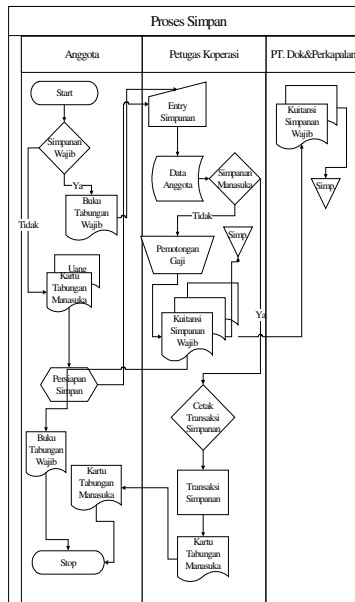 Proses Simpan
Anggota
Petugas Koperasi
PT. Dok&Perkapalan
Start
Simpanan
Wajib
Ya
Buku
Tabungan
Wajib
Tidak
Uang
Kartu
Tabungan
Manasuka
Persiapan
Simpan
Buku
Tabungan
Wajib
Kartu
Tabungan
Manasuka
Stop
Entry
Simpanan
Data
Anggota
Simpanan
Manasuka
Tidak
Pemotongan
Gaji
Simp
Kuitansi
Simpanan
Wajib
Ya
Cetak
Transaksi
Simpanan
Transaksi
Simpanan
Kartu
Tabungan
Manasuka
Kuitansi
Simpanan
Wajib
Simp